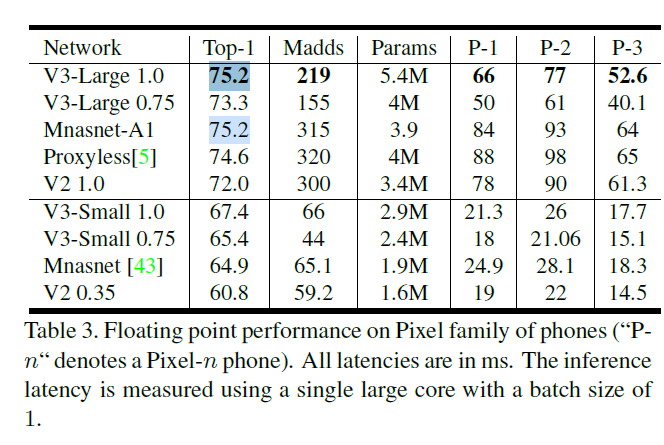 Network Top-1 Madds Params P-1 P-2 P-3
V3-Large 1.0 75.2 219 5.4M 66 77 52.6
V3-Large 0.75 73.3 155 4M 50 61 40.1
Mnasnet-A1 75.2 315 3.9 84 93 64
Proxyless[5] 74.6 320 4M 88 98 65
V2 1.0 72.0 300 3.4M 78 90 61.3
V3-Small 1.0 67.4 66 2.9M 21.3 26 17.7
V3-Small 0.75 65.4 44 2.4M 18 21.06 15.1
Mnasnet [43] 64.9 65.1 1.9M 24.9 28.1 18.3
V2 0.35 60.8 59.2 1.6M 19 22 14.5
Table 3. Floating point performance on Pixel family of phones (“P-
n“ denotes a Pixel-n phone). All latencies are in ms. The inference
latency is measured using a single large core with a batch size of
1.